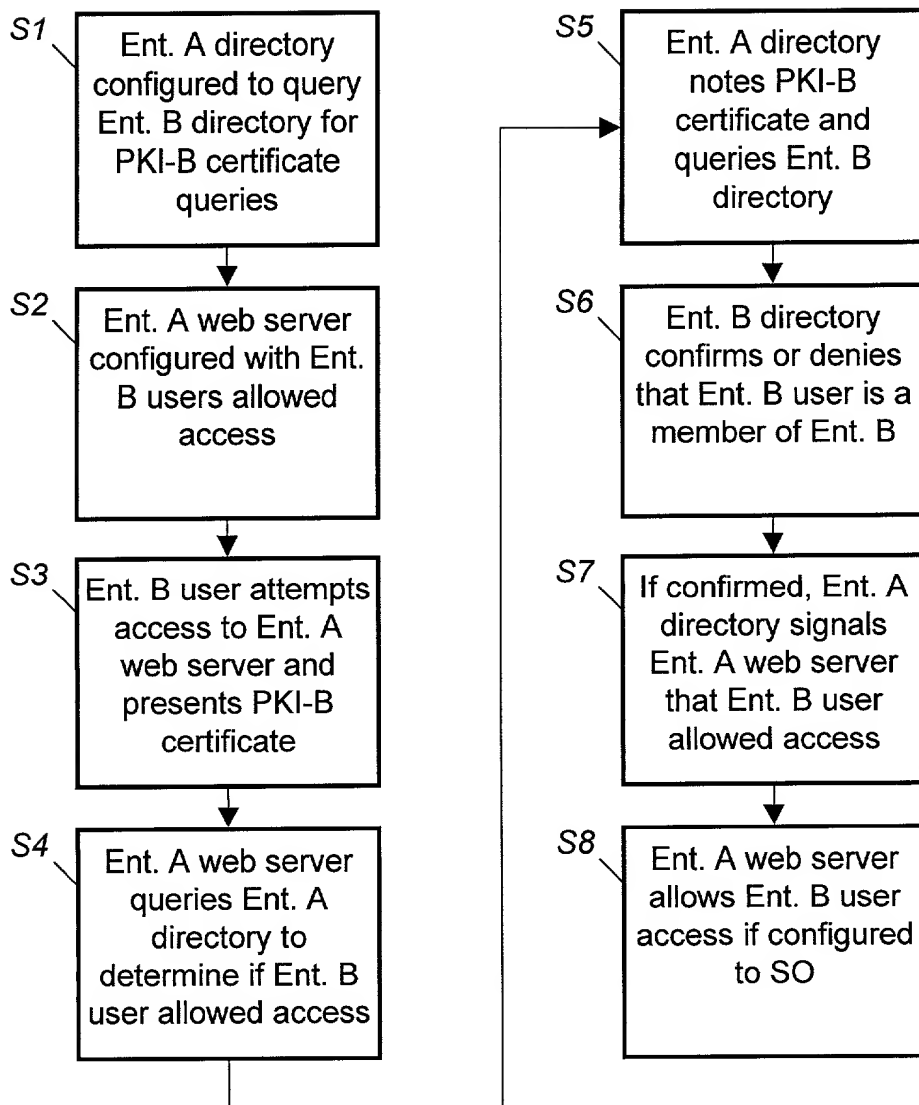 S1
Ent. A directory
configured to query
Ent. B directory for
PKI-B certificate
queries
S2
Ent. A web server
configured with Ent.
B users allowed
access
S3
Ent. B user attempts
access to Ent. A
web server and
presents PKI-B
certificate
S4
Ent. A web server
queries Ent. A
directory to
determine if Ent. B
user allowed access
S5
Ent. A directory
notes PKI-B
certificate and
queries Ent. B
directory
S6
Ent. B directory
confirms or denies
that Ent. B user is a
member of Ent. B
S7
If confirmed, Ent. A
directory signals
Ent. A web server
that Ent. B user
allowed access
S8
Ent. A web server
allows Ent. B user
access if configured
to SO